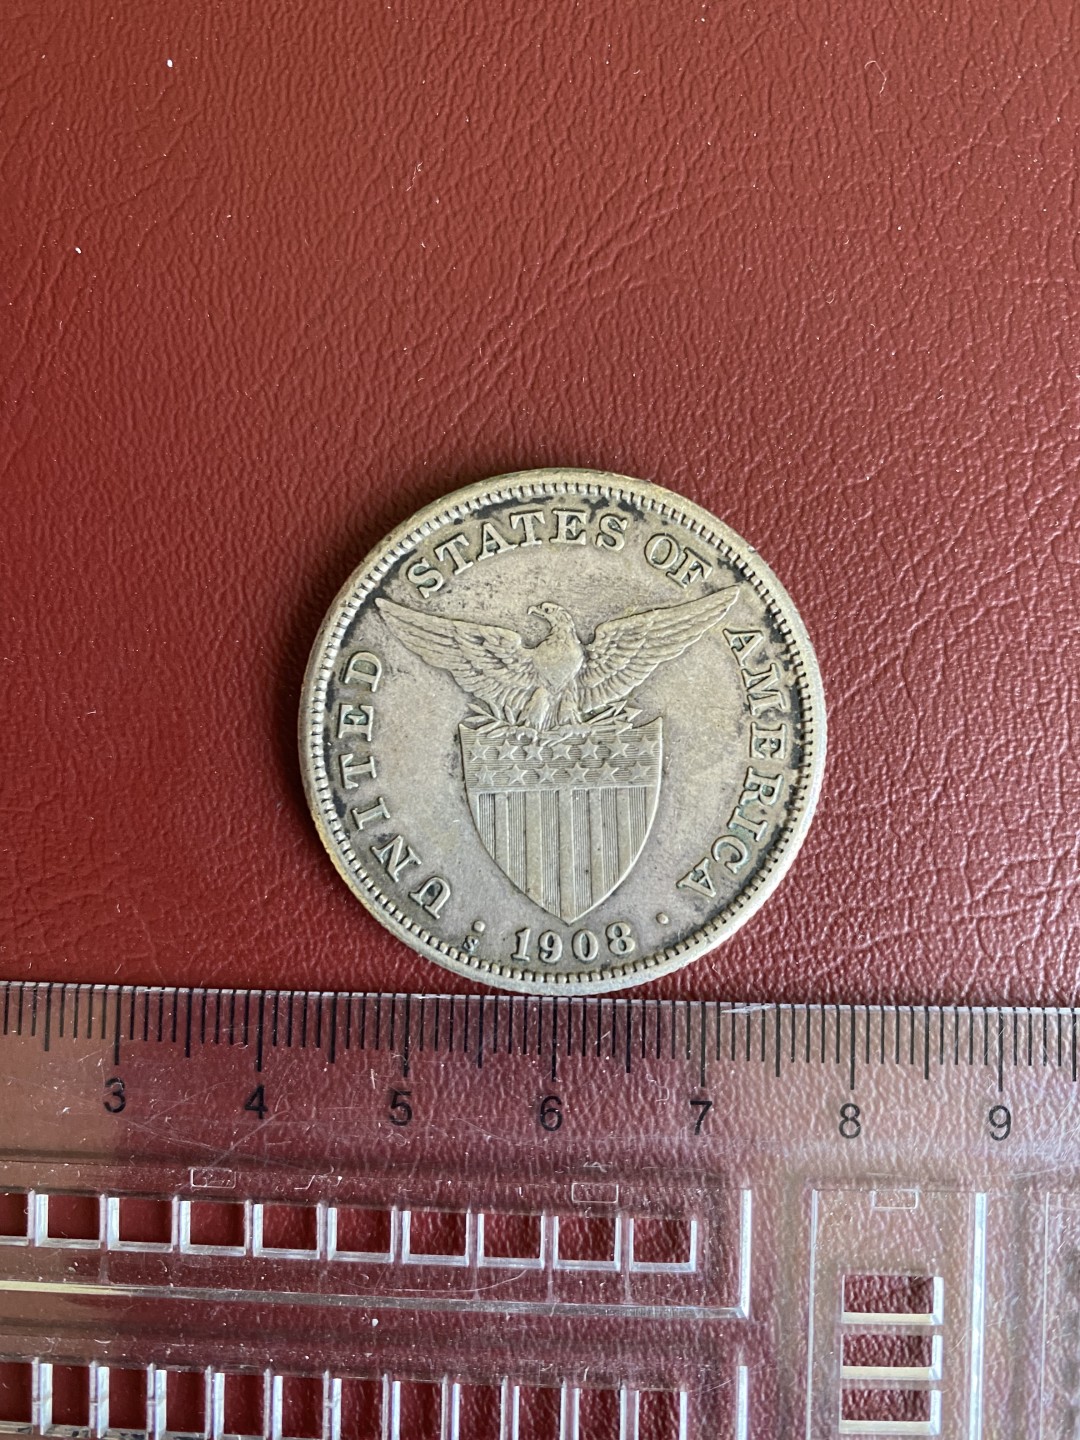 UNITED STATES OF AMERICA
S · 1908 ·
3 4 5 6 7 8 9